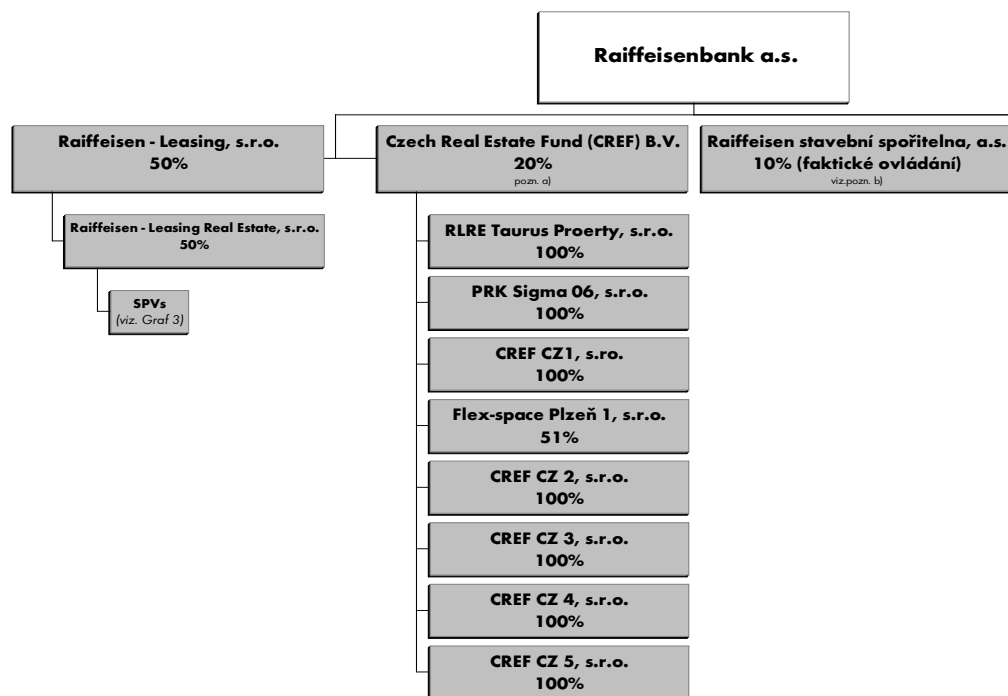 Raiffeisenbank a.s.
Raiffeisen - Leasing, s.r.o.
50%
Czech Real Estate Fund (CREF) B.V.
20%
pozn. a)
Raiffeisen stavební spořitelna, a.s.
10% (faktické ovládání)
viz.pozn. b)
Raiffeisen - Leasing Real Estate, s.r.o.
50%
SPVs
(viz. Graf 3)
RLRE Taurus Proerty, s.r.o.
100%
PRK Sigma 06, s.r.o.
100%
CREF CZ1, s.ro.
100%
Flex-space Plzeň 1, s.r.o.
51%
CREF CZ 2, s.r.o.
100%
CREF CZ 3, s.r.o.
100%
CREF CZ 4, s.r.o.
100%
CREF CZ 5, s.r.o.
100%